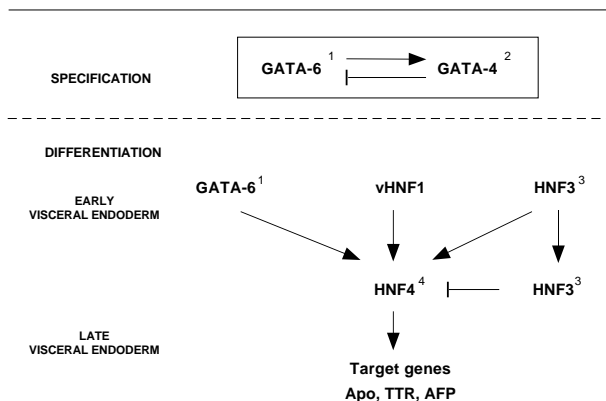 SPECIFICATION
GATA-6 1
GATA-4 2
DIFFERENTIATION
EARLY
VISCERAL ENDODERM
GATA-6 1
vHNF1
HNF3 3
HNF4 4
HNF3 3
LATE
VISCERAL ENDODERM
Target genes
Apo, TTR, AFP